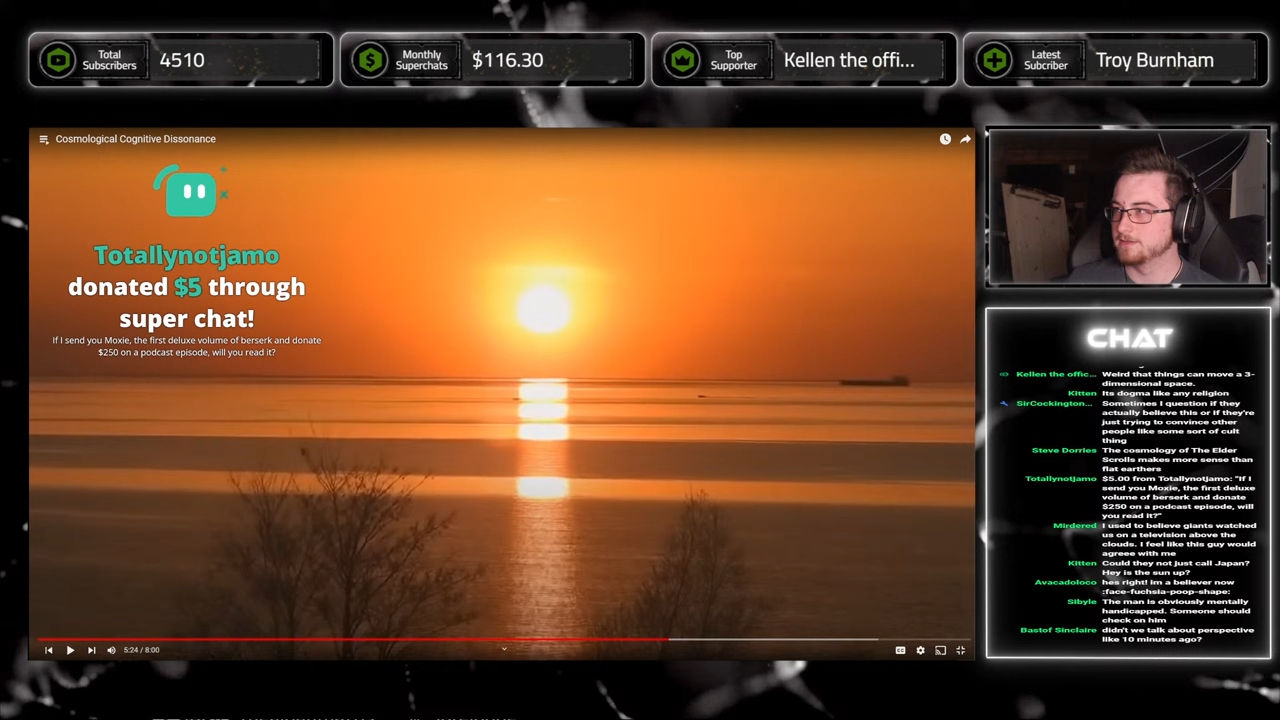 Total
Subscribers
4510
Monthly
Superchats
$116.30
Top
Supporter
Kellen the offi...
Latest
Subcriber
Troy Burnham
Cosmological Cognitive Dissonance
Totallynotjamo
donated $5 through
super chat!
If I send you Moxie, the first deluxe volume of berserk and donate
$250 on a podcast episode, will you read it?
5:24 / 8:00
CHAT
Kellen the offic... Weird that things can move a 3-
dimensional space.
Kitten Its dogma like any religion
SirCockington... Sometimes I question if they
actually believe this or if they're
just trying to convince other
people like some sort of cult
thing
Steve Dorries The cosmology of The Elder
Scrolls makes more sense than
flat earthers
Totallynotjamo $5.00 from Totallynotjamo: "If I
send you Moxie, the first deluxe
volume of berserk and donate
$250 on a podcast episode, will
you read it?"
Mirdered I used to believe giants watched
us on a television above the
clouds. I feel like this guy would
agreee with me
Kitten Could they not just call Japan?
Hey is the sun up?
Avacadoloco hes right! im a believer now
:face-fuchsia-poop-shape:
Sibyle The man is obviously mentally
handicapped. Someone should
check on him
Bastof Sinclaire didn't we talk about perspective
like 10 minutes ago?